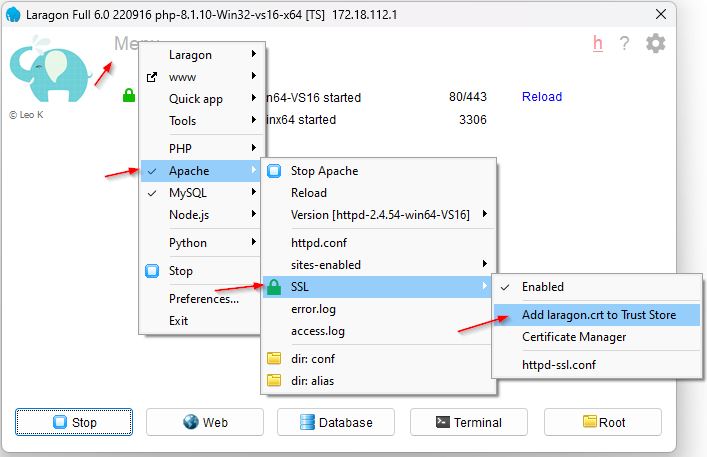 Laragon Full 6.0 220916 php-8.1.10-Win32-vs16-x64 [TS] 172.18.112.1
Menu
h ?
© Leo K
n64-VS16 started 80/443 Reload
inx64 started 3306
Laragon
www
Quick app
Tools
PHP
Apache
MySQL
Node.js
Python
Stop
Preferences...
Exit
Stop Apache
Reload
Version [httpd-2.4.54-win64-VS16]
httpd.conf
sites-enabled
SSL
error.log
access.log
dir: conf
dir: alias
Enabled
Add laragon.crt to Trust Store
Certificate Manager
httpd-ssl.conf
Stop Web Database Terminal Root